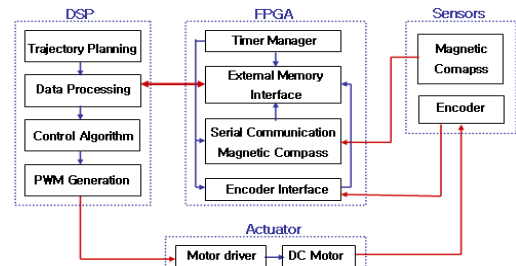 DSP
Trajectory Planning
Data Processing
Control Algorithm
PWM Generation
FPGA
Timer Manager
External Memory
Interface
Serial Communication
Magnetic Compass
Encoder Interface
Sensors
Magnetic
Comapss
Encoder
Actuator
Motor driver
DC Motor